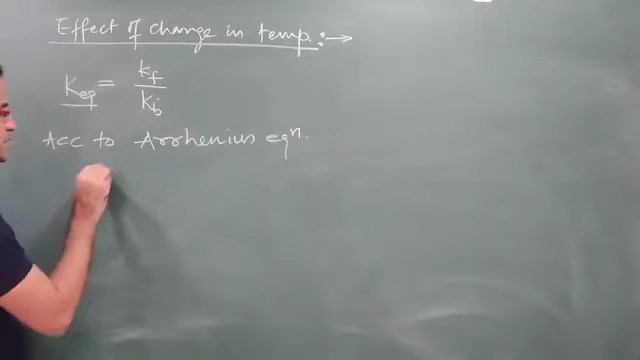 Effect of change in temp. :→
Keq = kf / Kb
Acc to Arrhenius eqn.